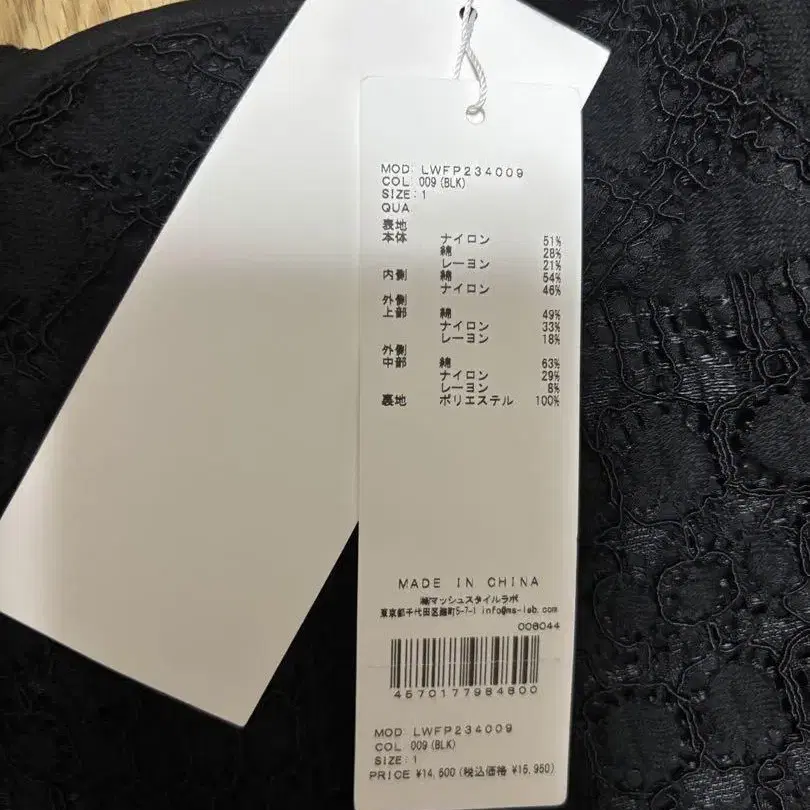 MOD: LWFP234009
COL: 009(BLK)
SIZE:1
QUA
表地
本体 ナイロン 51%
綿 28%
レーヨン 21%
内側 綿 54%
ナイロン 46%
外側
上部 綿 49%
ナイロン 33%
レーヨン 18%
外側
中部 綿 63%
ナイロン 29%
レーヨン 8%
裏地 ポリエステル 100%
MADE IN CHINA
㈱マッシュスタイルラボ
東京都千代田区麹町5-7-1 info@ms-lab.com
006044
4570177984800
MOD LWFP234009
COL 009(BLK)
SIZE:1
PRICE ¥14,500(税込価格 ¥15,950)